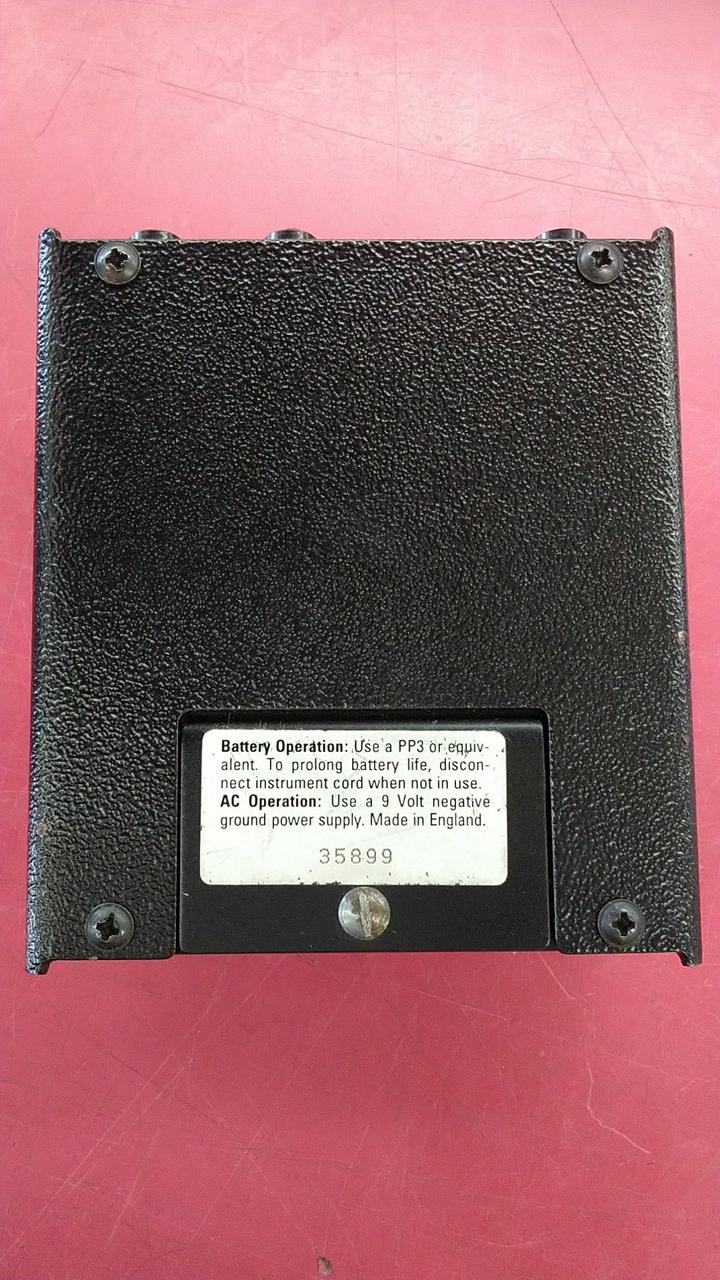 Battery Operation: Use a PP3 or equiv-
alent. To prolong battery life, discon-
nect instrument cord when not in use.
AC Operation: Use a 9 Volt negative
ground power supply. Made in England.
35899